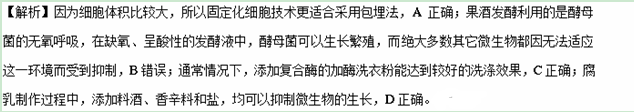 【解析】因为细胞体积比较大，所以固定化细胞技术更适合采用包埋法，A 正确；果酒发酵利用的是酵母
菌的无氧呼吸，在缺氧、呈酸性的发酵液中，酵母菌可以生长繁殖，而绝大多数其它微生物都因无法适应
这一环境而受到抑制，B 错误；通常情况下，添加复合酶的加酶洗衣粉能达到较好的洗涤效果，C 正确；腐
乳制作过程中，添加料酒、香辛料和盐，均可以抑制微生物的生长，D 正确。